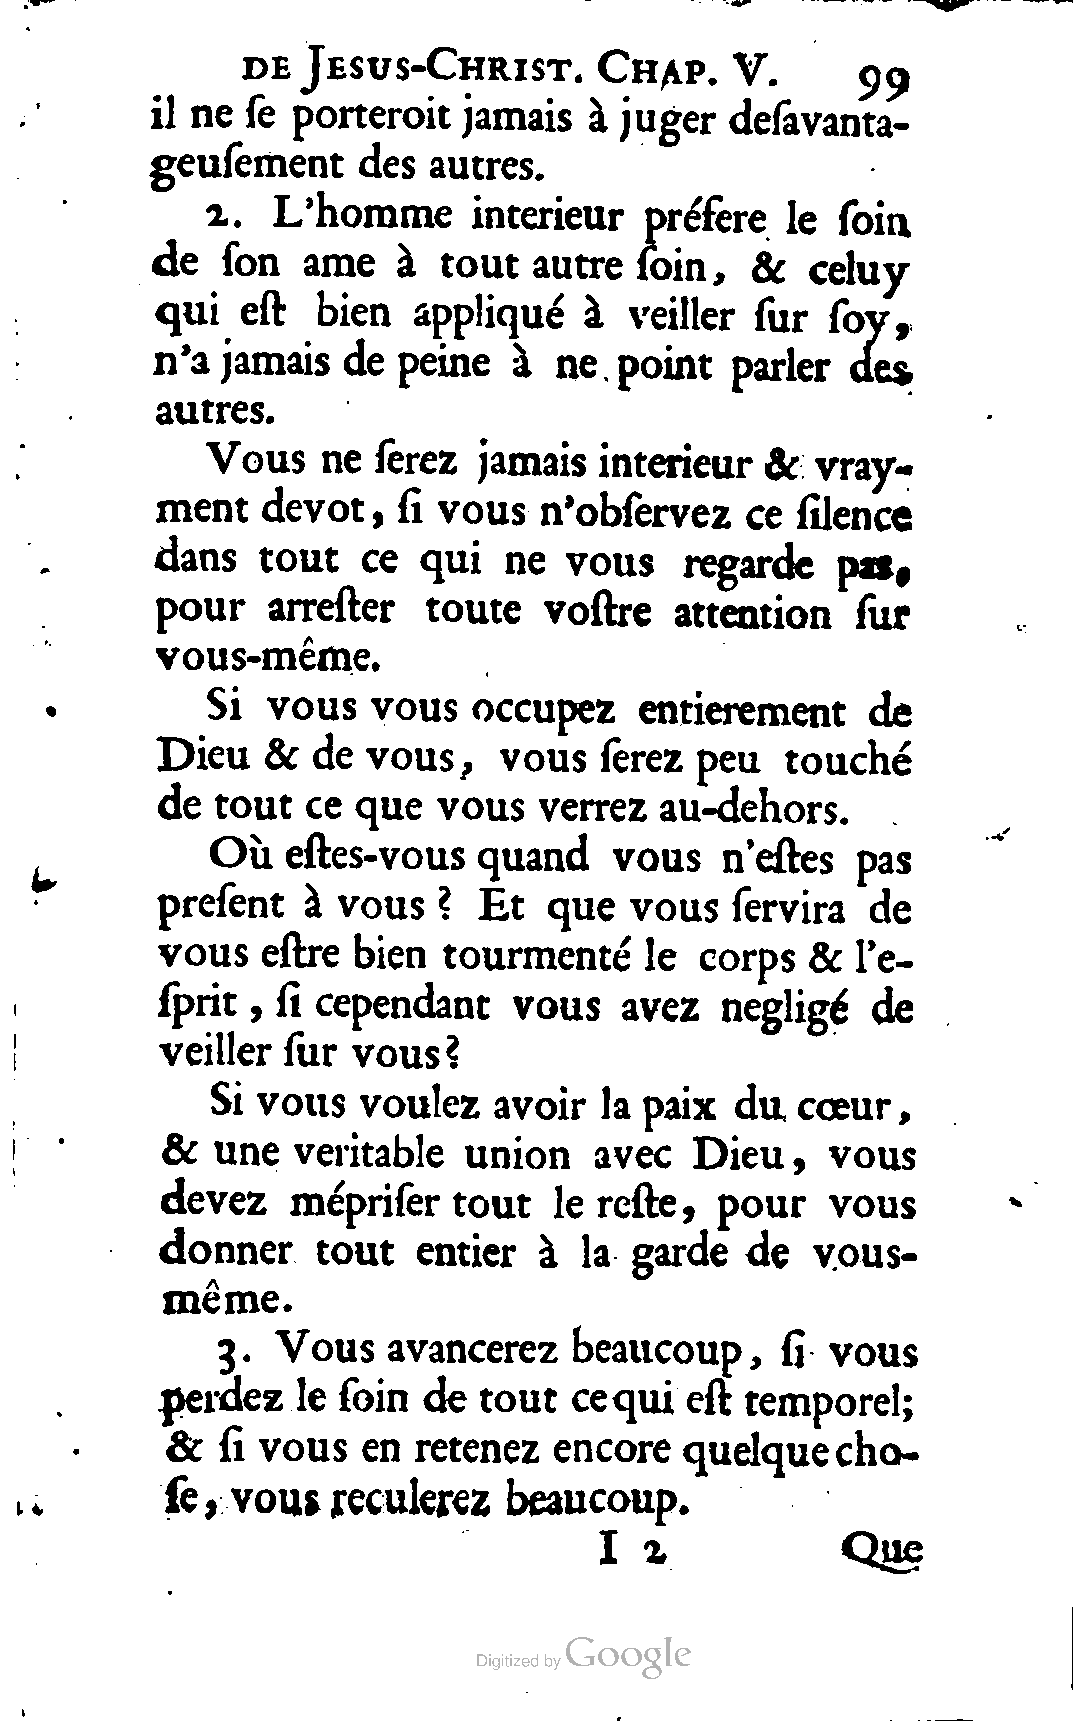 DE JESUS-CHRIST. CHAP. V. 99
il ne ſe porteroit jamais à juger deſavanta-
geuſement des autres.
2. L'homme interieur préfere le ſoin
de ſon ame à tout autre ſoin, & celuy
qui eſt bien appliqué à veiller ſur ſoy,
n'a jamais de peine à ne point parler des
autres.
Vous ne ſerez jamais interieur & vray-
ment devot, ſi vous n'obſervez ce ſilence
dans tout ce qui ne vous regarde pas,
pour arreſter toute voſtre attention ſur
vous-même.
Si vous vous occupez entierement de
Dieu & de vous, vous ſerez peu touché
de tout ce que vous verrez au-dehors.
Où eſtes-vous quand vous n'eſtes pas
preſent à vous ? Et que vous ſervira de
vous eſtre bien tourmenté le corps & l'e-
ſprit, ſi cependant vous avez negligé de
veiller ſur vous?
Si vous voulez avoir la paix du cœur,
& une veritable union avec Dieu, vous
devez mépriſer tout le reſte, pour vous
donner tout entier à la garde de vous-
même.
3. Vous avancerez beaucoup, ſi vous
perdez le ſoin de tout ce qui eſt temporel;
& ſi vous en retenez encore quelque cho-
ſe, vous reculerez beaucoup.
I 2 Que
Digitized by Google